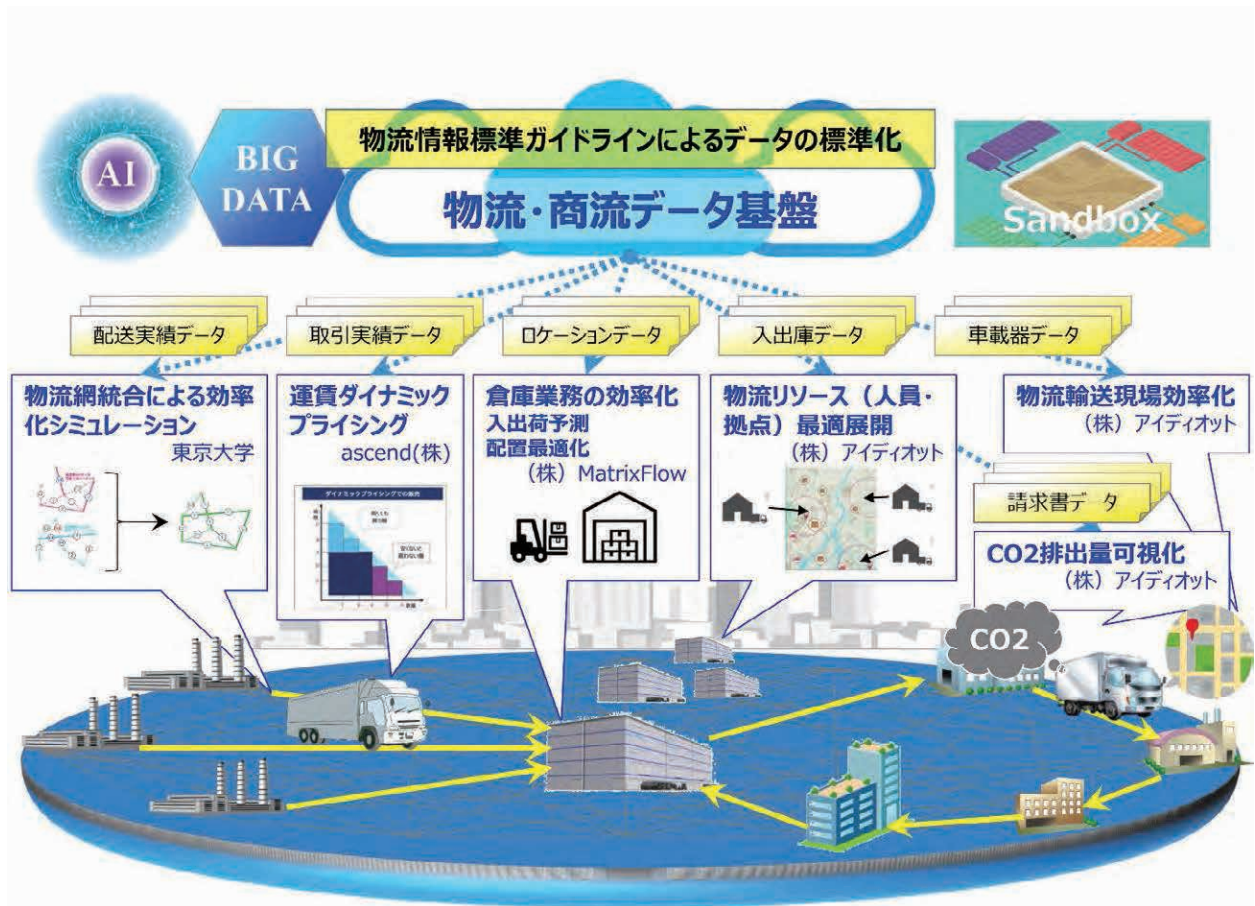 物流情報標準ガイドラインによるデータの標準化
AI
BIG
DATA
物流・商流データ基盤
Sandbox
配送実績データ
取引実績データ
ロケーションデータ
入出庫データ
車載器データ
物流網統合による効率
化シミュレーション
東京大学
運賃ダイナミック
プライシング
ascend(株)
ダイナミックプライシングでの販売
倉庫業務の効率化
入出荷予測
配置最適化
(株) MatrixFlow
物流リソース（人員・
拠点）最適展開
(株) アイディオット
物流輸送現場効率化
(株) アイディオット
請求書データ
CO2排出量可視化
(株) アイディオット
CO2